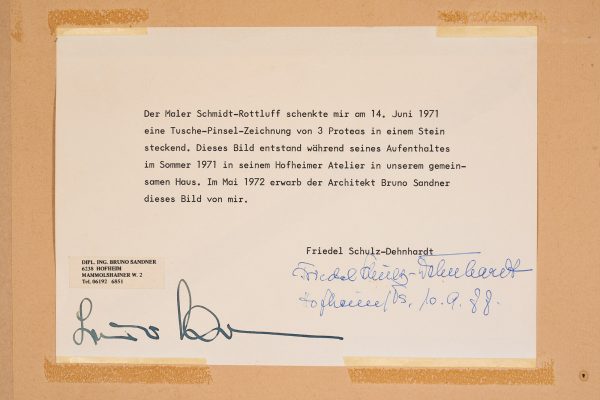 Der Maler Schmidt-Rottluff schenkte mir am 14. Juni 1971
eine Tusche-Pinsel-Zeichnung von 3 Proteas in einem Stein
steckend. Dieses Bild entstand während seines Aufenthaltes
im Sommer 1971 in seinem Hofheimer Atelier in unserem gemein-
samen Haus. Im Mai 1972 erwarb der Architekt Bruno Sandner
dieses Bild von mir.
Friedel Schulz-Dehnhardt
Friedel Schulz-Dehnhardt
Hofheim/Ts, 10.9.88.
DIPL. ING. BRUNO SANDNER
6238 HOFHEIM
MAMMOLSHAINER W. 2
Tel. 06192 6851